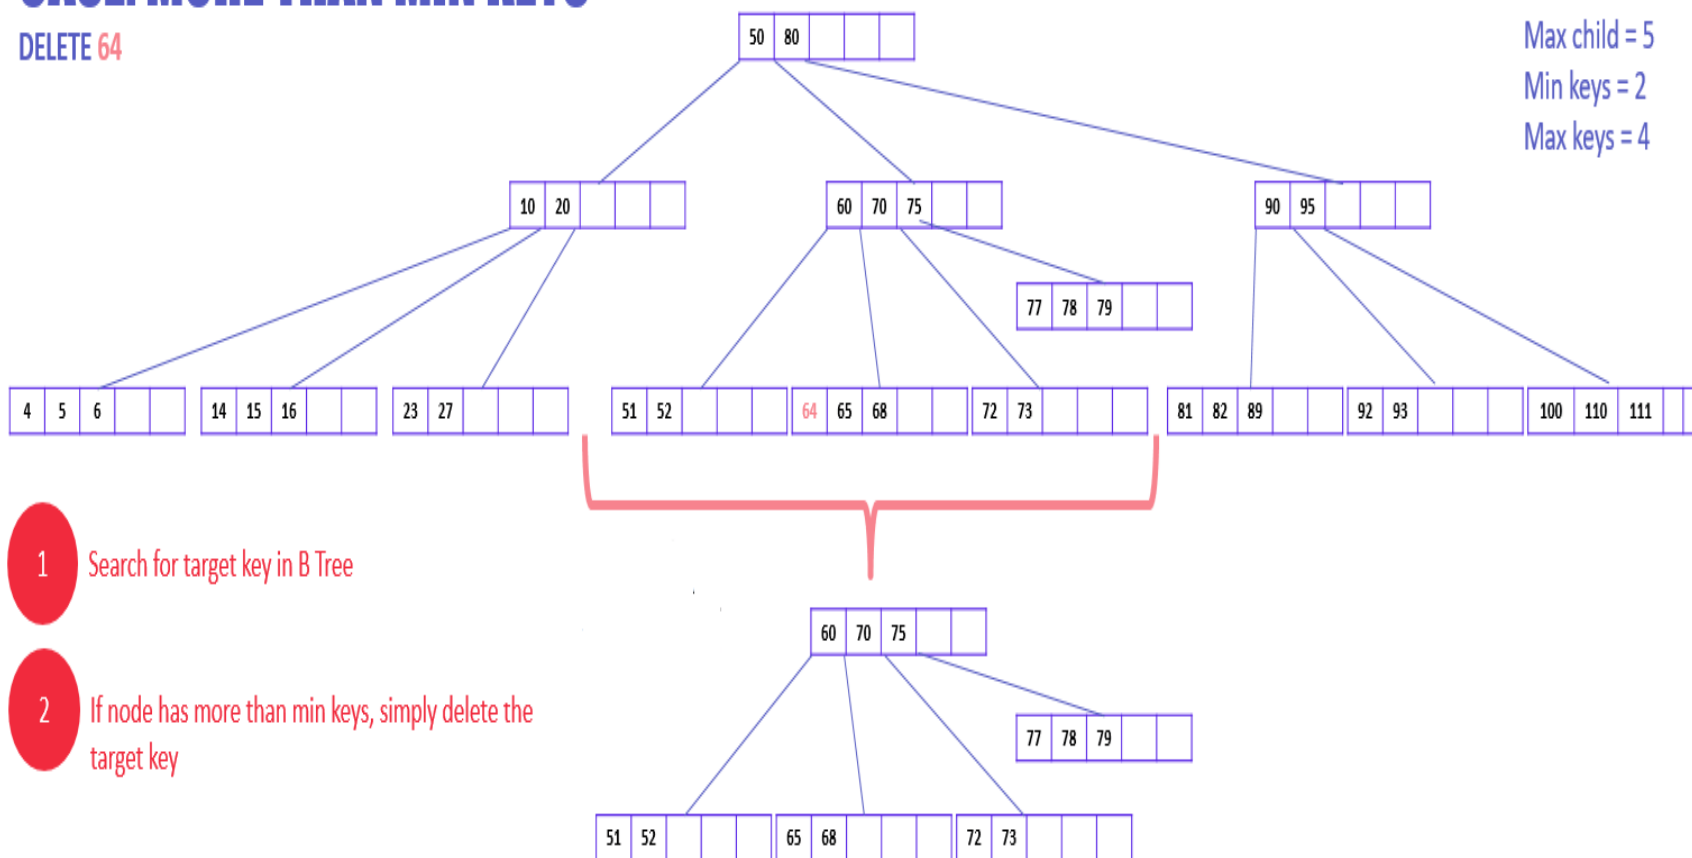 DELETE 64
Max child = 5
Min keys = 2
Max keys = 4
50 80
10 20
60 70 75
90 95
77 78 79
4 5 6
14 15 16
23 27
51 52
64 65 68
72 73
81 82 89
92 93
100 110 111
1 Search for target key in B Tree
60 70 75
2 If node has more than min keys, simply delete the
target key
77 78 79
51 52
65 68
72 73